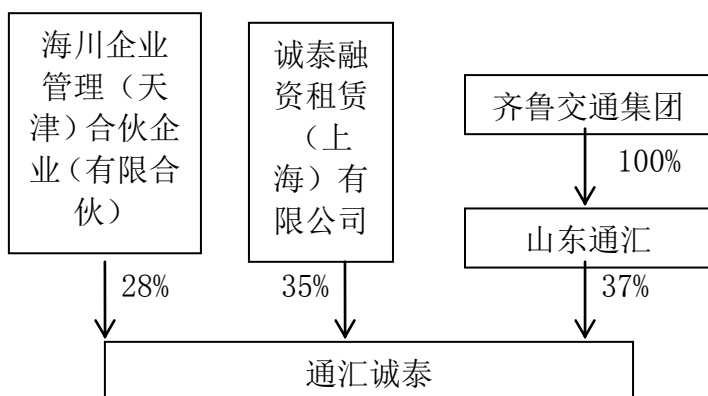 海川企业
管理（天
津）合伙企
业（有限合
伙）
诚泰融
资租赁
（上
海）有
限公司
齐鲁交通集团
100%
山东通汇
28%
35%
37%
通汇诚泰